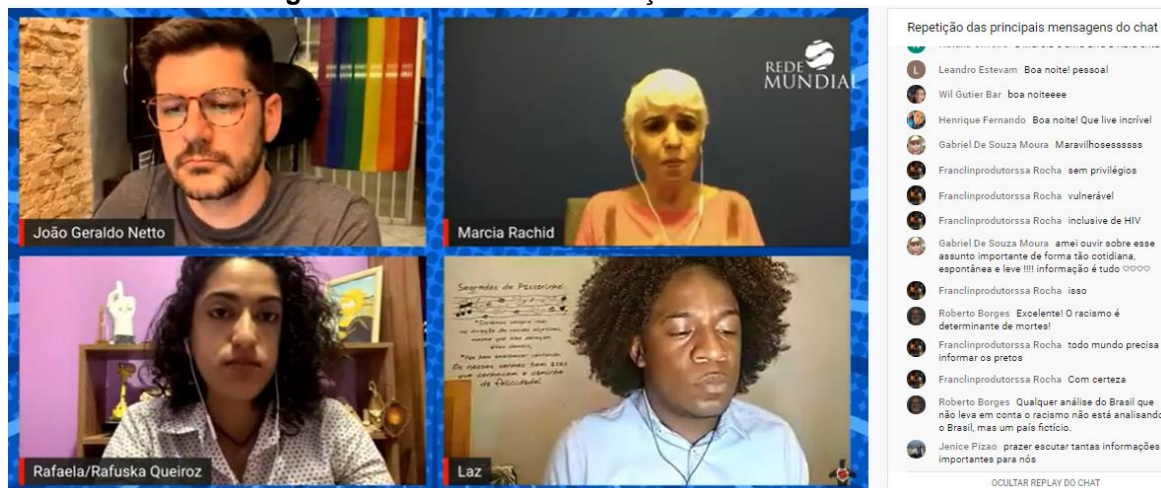 REDE
MUNDIAL
João Geraldo Netto
Marcia Rachid
Sagradas de Pixinguinha
de felicidade!
Rafaela/Rafuska Queiroz
Laz
Repetição das principais mensagens do chat
Leandro Estevam Boa noite! pessoal
Wil Gutier Bar boa noiteeee
Henrique Fernando Boa noite! Que live incrível
Gabriel De Souza Moura Maravilhosessssss
Franclinprodutorssa Rocha sem privilégios
Franclinprodutorssa Rocha vulnerável
Franclinprodutorssa Rocha inclusive de HIV
Gabriel De Souza Moura amei ouvir sobre esse
assunto importante de forma tão cotidiana,
espontânea e leve !!!! informação é tudo ♡♡♡♡
Franclinprodutorssa Rocha isso
Roberto Borges Excelente! O racismo é
determinante de mortes!
Franclinprodutorssa Rocha todo mundo precisa
informar os pretos
Franclinprodutorssa Rocha Com certeza
Roberto Borges Qualquer análise do Brasil que
não leva em conta o racismo não está analisando
o Brasil, mas um país fictício.
Jenice Pizao prazer escutar tantas informações
importantes para nós
OCULTAR REPLAY DO CHAT